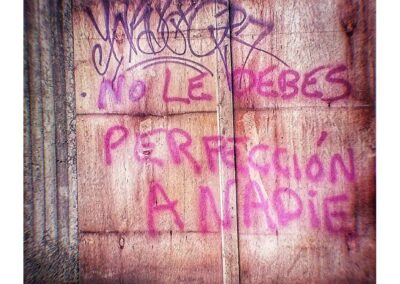 NO LE DEBES
PERFECCIÓN
A NADiE